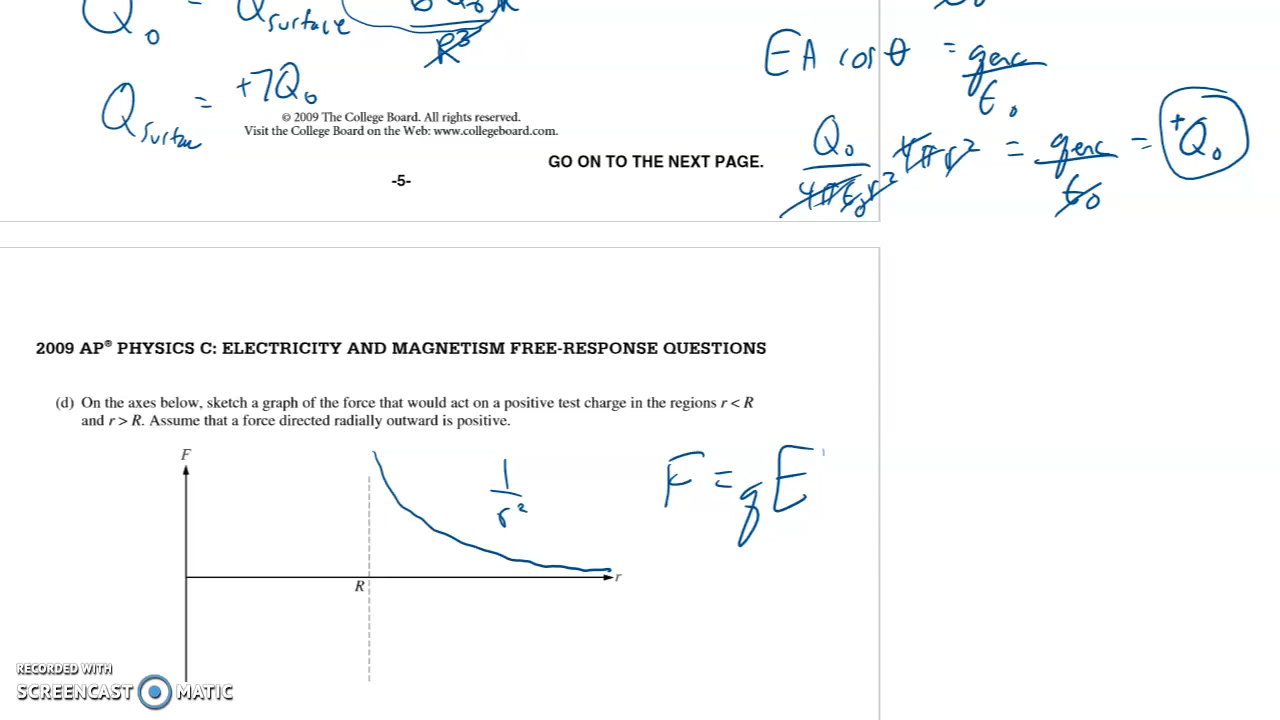 Q₀ = Q surface
R³
Q surface = +7Q₀
© 2009 The College Board. All rights reserved.
Visit the College Board on the Web: www.collegeboard.com.
GO ON TO THE NEXT PAGE.
-5-
EA cos θ = qenc / ϵ₀
Q₀ / 4πϵ₀r² 4πr² = qenc / ϵ₀ = +Q₀
2009 AP® PHYSICS C: ELECTRICITY AND MAGNETISM FREE-RESPONSE QUESTIONS
(d) On the axes below, sketch a graph of the force that would act on a positive test charge in the regions r < R
and r > R. Assume that a force directed radially outward is positive.
F
1 / r²
F = qE
R
r
RECORDED WITH
SCREENCAST MATIC